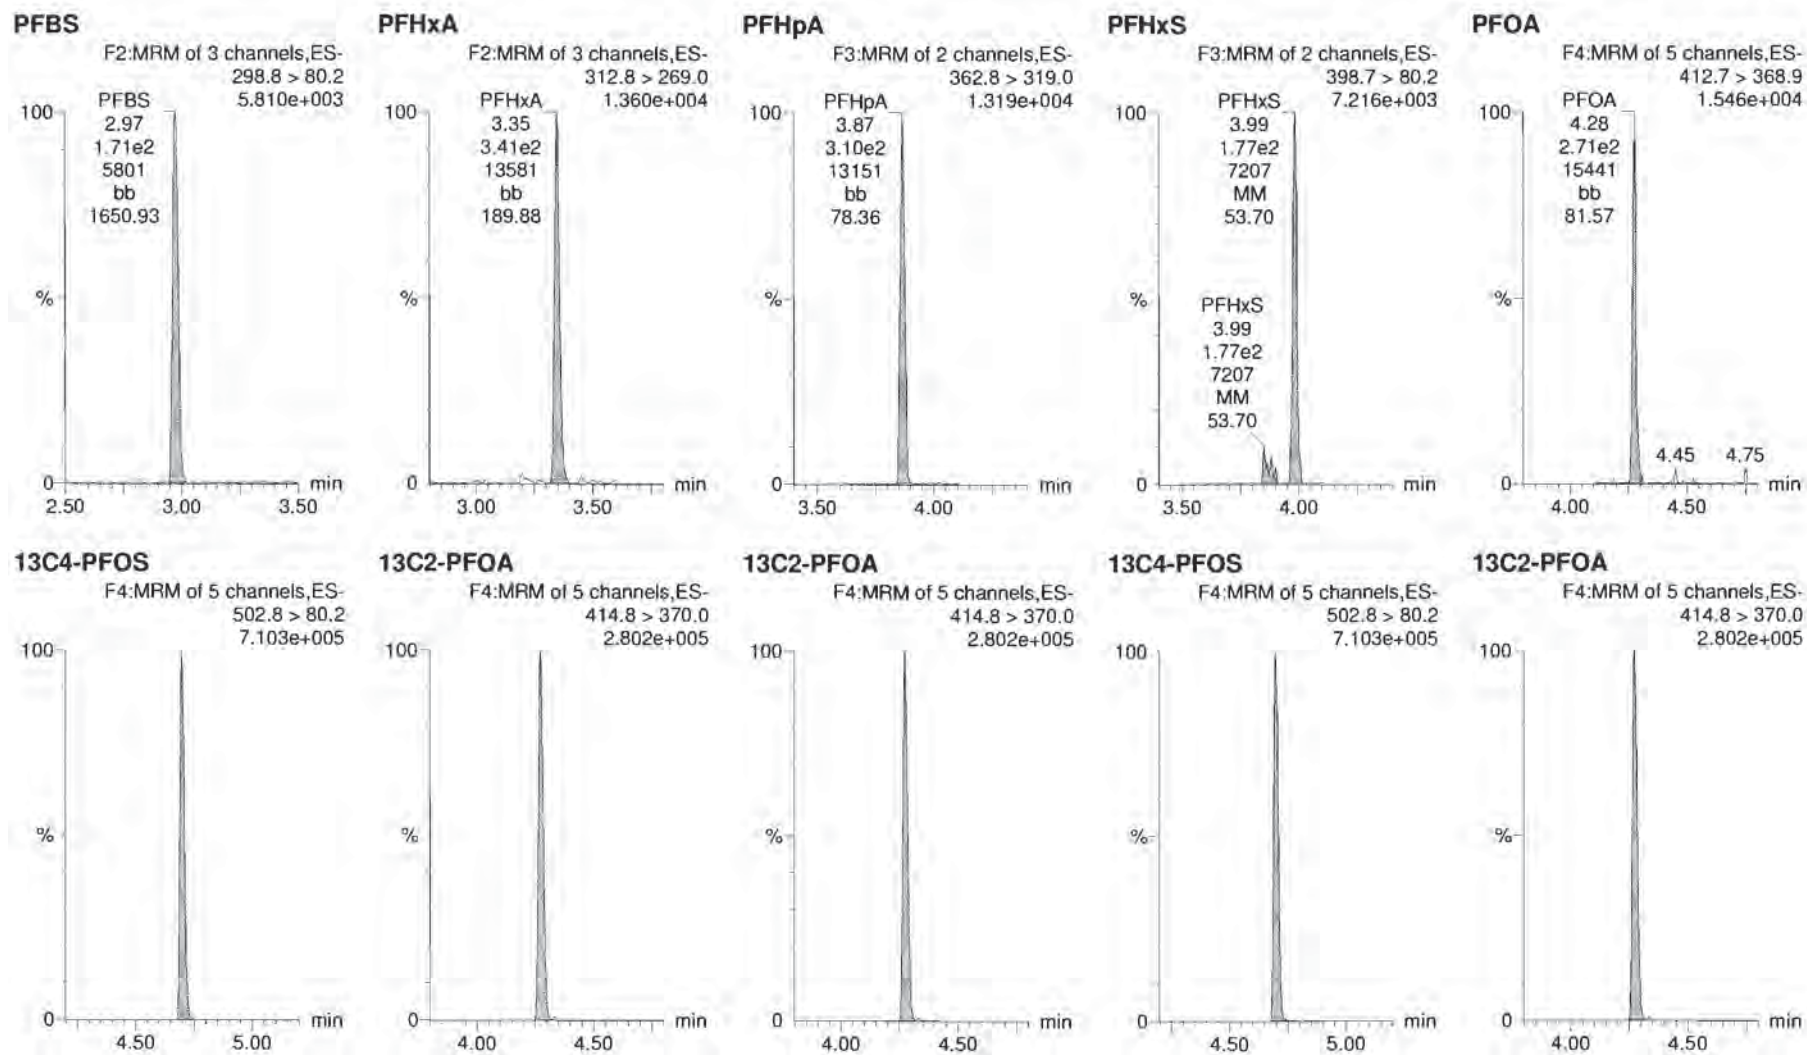 PFBS
F2:MRM of 3 channels,ES-
298.8 > 80.2
5.810e+003
PFBS
2.97
1.71e2
5801
bb
1650.93
100
%
0
2.50
3.00
3.50
min
PFHxA
F2:MRM of 3 channels,ES-
312.8 > 269.0
1.360e+004
PFHxA
3.35
3.41e2
13581
bb
189.88
100
%
0
3.00
3.50
min
PFHpA
F3:MRM of 2 channels,ES-
362.8 > 319.0
1.319e+004
PFHpA
3.87
3.10e2
13151
bb
78.36
100
%
0
3.50
4.00
min
PFHxS
F3:MRM of 2 channels,ES-
398.7 > 80.2
7.216e+003
PFHxS
3.99
1.77e2
7207
MM
53.70
PFHxS
3.99
1.77e2
7207
MM
53.70
100
%
0
3.50
4.00
min
PFOA
F4:MRM of 5 channels,ES-
412.7 > 368.9
1.546e+004
PFOA
4.28
2.71e2
15441
bb
81.57
4.45
4.75
100
%
0
4.00
4.50
min
13C4-PFOS
F4:MRM of 5 channels,ES-
502.8 > 80.2
7.103e+005
100
%
0
4.50
5.00
min
13C2-PFOA
F4:MRM of 5 channels,ES-
414.8 > 370.0
2.802e+005
100
%
0
4.00
4.50
min
13C2-PFOA
F4:MRM of 5 channels,ES-
414.8 > 370.0
2.802e+005
100
%
0
4.00
4.50
min
13C4-PFOS
F4:MRM of 5 channels,ES-
502.8 > 80.2
7.103e+005
100
%
0
4.50
5.00
min
13C2-PFOA
F4:MRM of 5 channels,ES-
414.8 > 370.0
2.802e+005
100
%
0
4.00
4.50
min